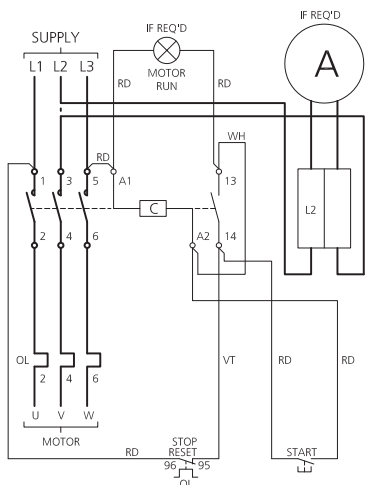 IF REQ'D
IF REQ'D
SUPPLY
L1 L2 L3
A
MOTOR
RUN
RD
RD
WH
RD
1 3 5 A1 13
C
L2
2 4 6 A2 14
OL
2 4 6
VT
RD
RD
U V W
MOTOR
STOP
RESET
RD
96 95
OL
START
E